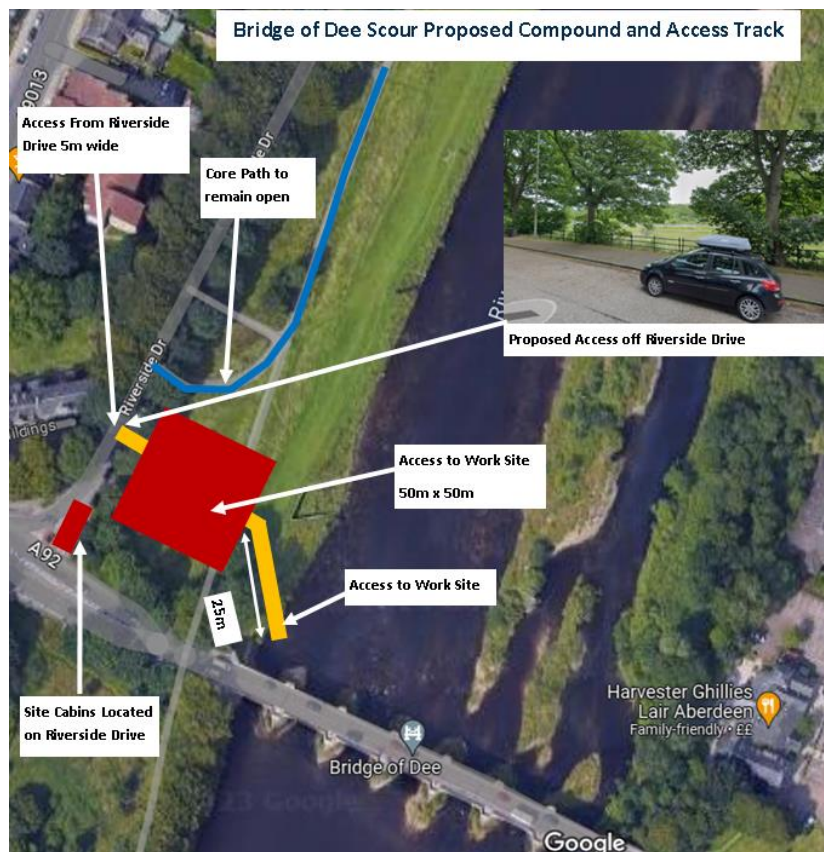 Bridge of Dee Scour Proposed Compound and Access Track
9013
Access From Riverside
Drive 5m wide
Riverside Dr
Core Path to
remain open
Proposed Access off Riverside Drive
Riverside Dr
Access to Work Site
50m x 50m
A92
25m
Access to Work Site
Site Cabins Located
on Riverside Drive
Harvester Ghillies
Lair Aberdeen
Family-friendly • ££
Bridge of Dee
Google